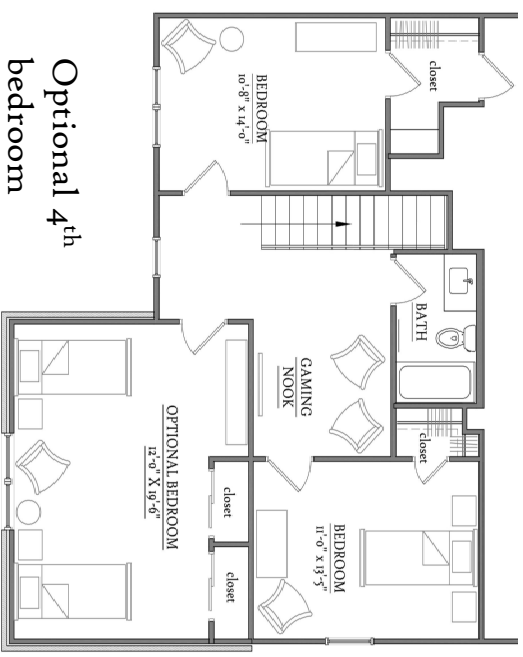 Optional 4th
bedroom
closet
BEDROOM
10'-8" x 14'-0"
BATH
GAMING
NOOK
closet
OPTIONAL BEDROOM
12'-0" X 19'-6"
closet
closet
BEDROOM
11'-0" x 13'-5"